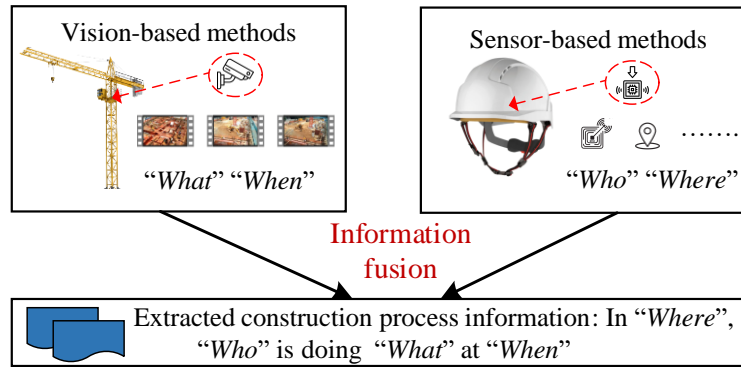 Vision-based methods
“What” “When”
Sensor-based methods
........
“Who” “Where”
Information
fusion
Extracted construction process information: In “Where”,
“Who” is doing “What” at “When”